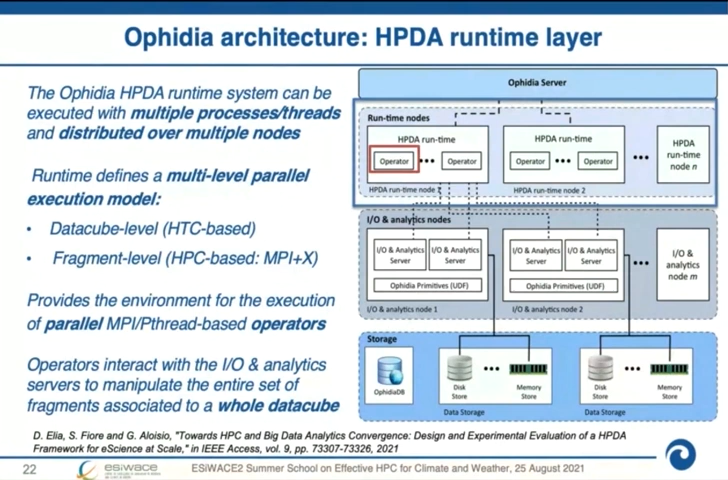 Ophidia architecture: HPDA runtime layer
The Ophidia HPDA runtime system can be
executed with multiple processes/threads
and distributed over multiple nodes
Runtime defines a multi-level parallel
execution model:
• Datacube-level (HTC-based)
• Fragment-level (HPC-based: MPI+X)
Provides the environment for the execution
of parallel MPI/Pthread-based operators
Operators interact with the I/O & analytics
servers to manipulate the entire set of
fragments associated to a whole datacube
Ophidia Server
Run-time nodes
HPDA run-time
Operator
•••
Operator
HPDA run-time node 1
HPDA run-time
Operator
•••
Operator
HPDA run-time node 2
•••
HPDA
run-time
node n
I/O & analytics nodes
I/O & Analytics
Server
I/O & Analytics
Server
Ophidia Primitives (UDF)
I/O & analytics node 1
I/O & Analytics
Server
I/O & Analytics
Server
Ophidia Primitives (UDF)
I/O & analytics node 2
•••
I/O &
analytics
node m
Storage
OphidiaDB
Disk
Store
•••
Memory
Store
Data Storage
Disk
Store
•••
Memory
Store
Data Storage
D. Elia, S. Fiore and G. Aloisio, "Towards HPC and Big Data Analytics Convergence: Design and Experimental Evaluation of a HPDA
Framework for eScience at Scale," in IEEE Access, vol. 9, pp. 73307-73326, 2021
22
esiwace
ESiWACE2 Summer School on Effective HPC for Climate and Weather, 25 August 2021